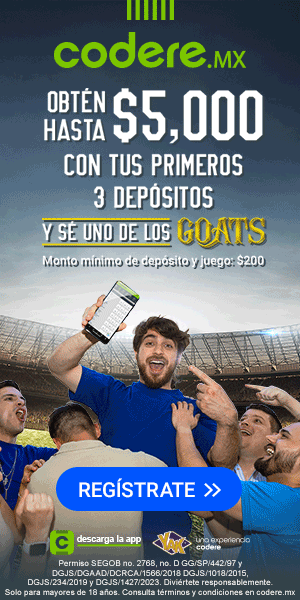 codere.mx
OBTÉN
HASTA $5,000
CON TUS PRIMEROS
3 DEPÓSITOS
Y SÉ UNO DE LOS GOATS
Monto mínimo de depósito y juego: $200
REGÍSTRATE »
descarga la app
una experiencia
codere
Permiso SEGOB no. 2768, no. D GG/SP/442/97 y
DGJS/DGAAD/DCRCA/1566/2018 DGJS/1018/2015,
DGJS/234/2019 y DGJS/1427/2023. Diviértete responsablemente.
Solo para mayores de 18 años. Consulta términos y condiciones en codere.mx